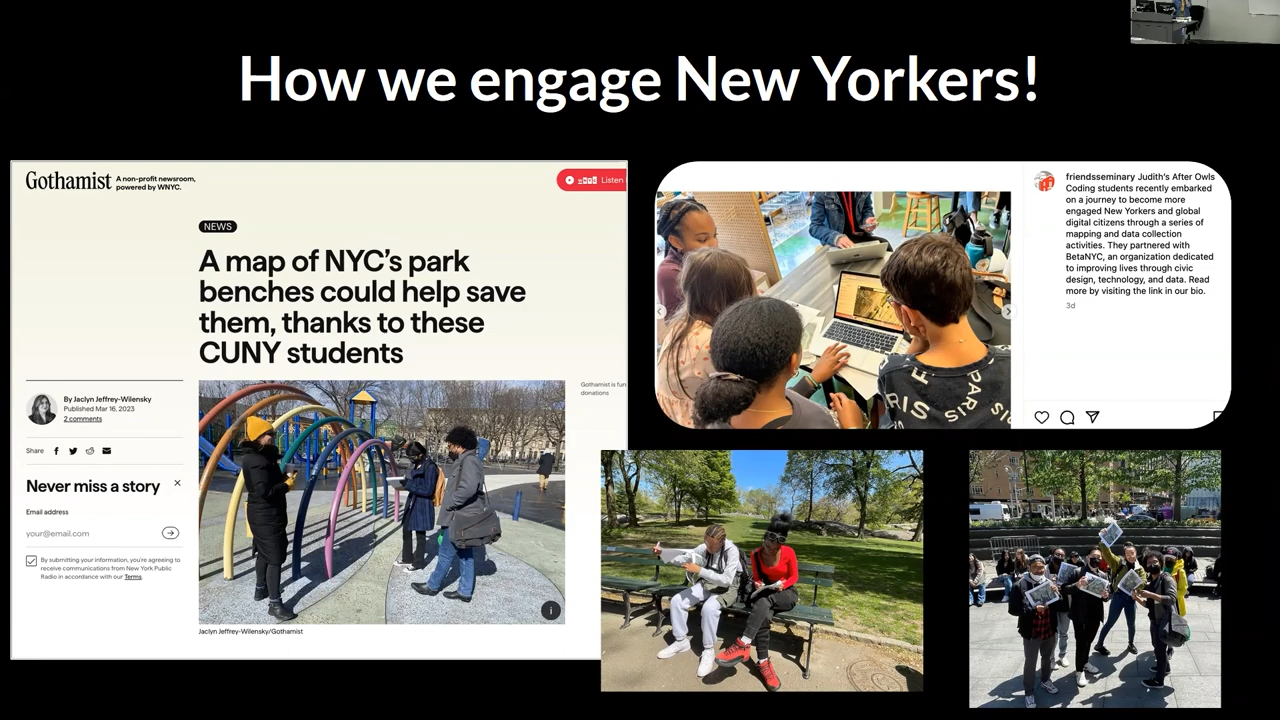 How we engage New Yorkers!
Gothamist
A non-profit newsroom,
powered by WNYC.
WNYC Listen
NEWS
A map of NYC's park
benches could help save
them, thanks to these
CUNY students
By Jaclyn Jeffrey-Wilensky
Published Mar 16, 2023
2 comments
Share
Never miss a story
Email address
your@email.com
By submitting your information, you're agreeing to
receive communications from New York Public
Radio in accordance with our Terms.
Gothamist is fun
donations
i
Jaclyn Jeffrey-Wilensky/Gothamist
friendsseminary Judith's After Owls
Coding students recently embarked
on a journey to become more
engaged New Yorkers and global
digital citizens through a series of
mapping and data collection
activities. They partnered with
BetaNYC, an organization dedicated
to improving lives through civic
design, technology, and data. Read
more by visiting the link in our bio.
3d
PARIS